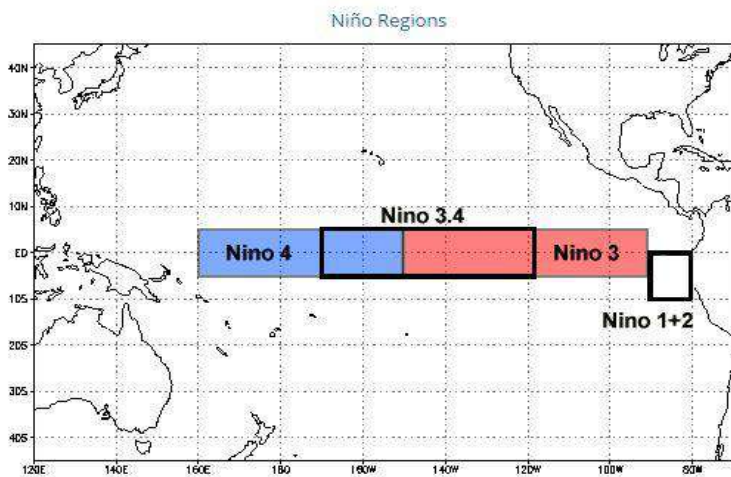 Niño Regions
40N
30N
20N
10N
EQ
10S
20S
30S
40S
120E 140E 160E 180 160W 140W 120W 100W 80W
Nino 3.4
Nino 4
Nino 3
Nino 1+2